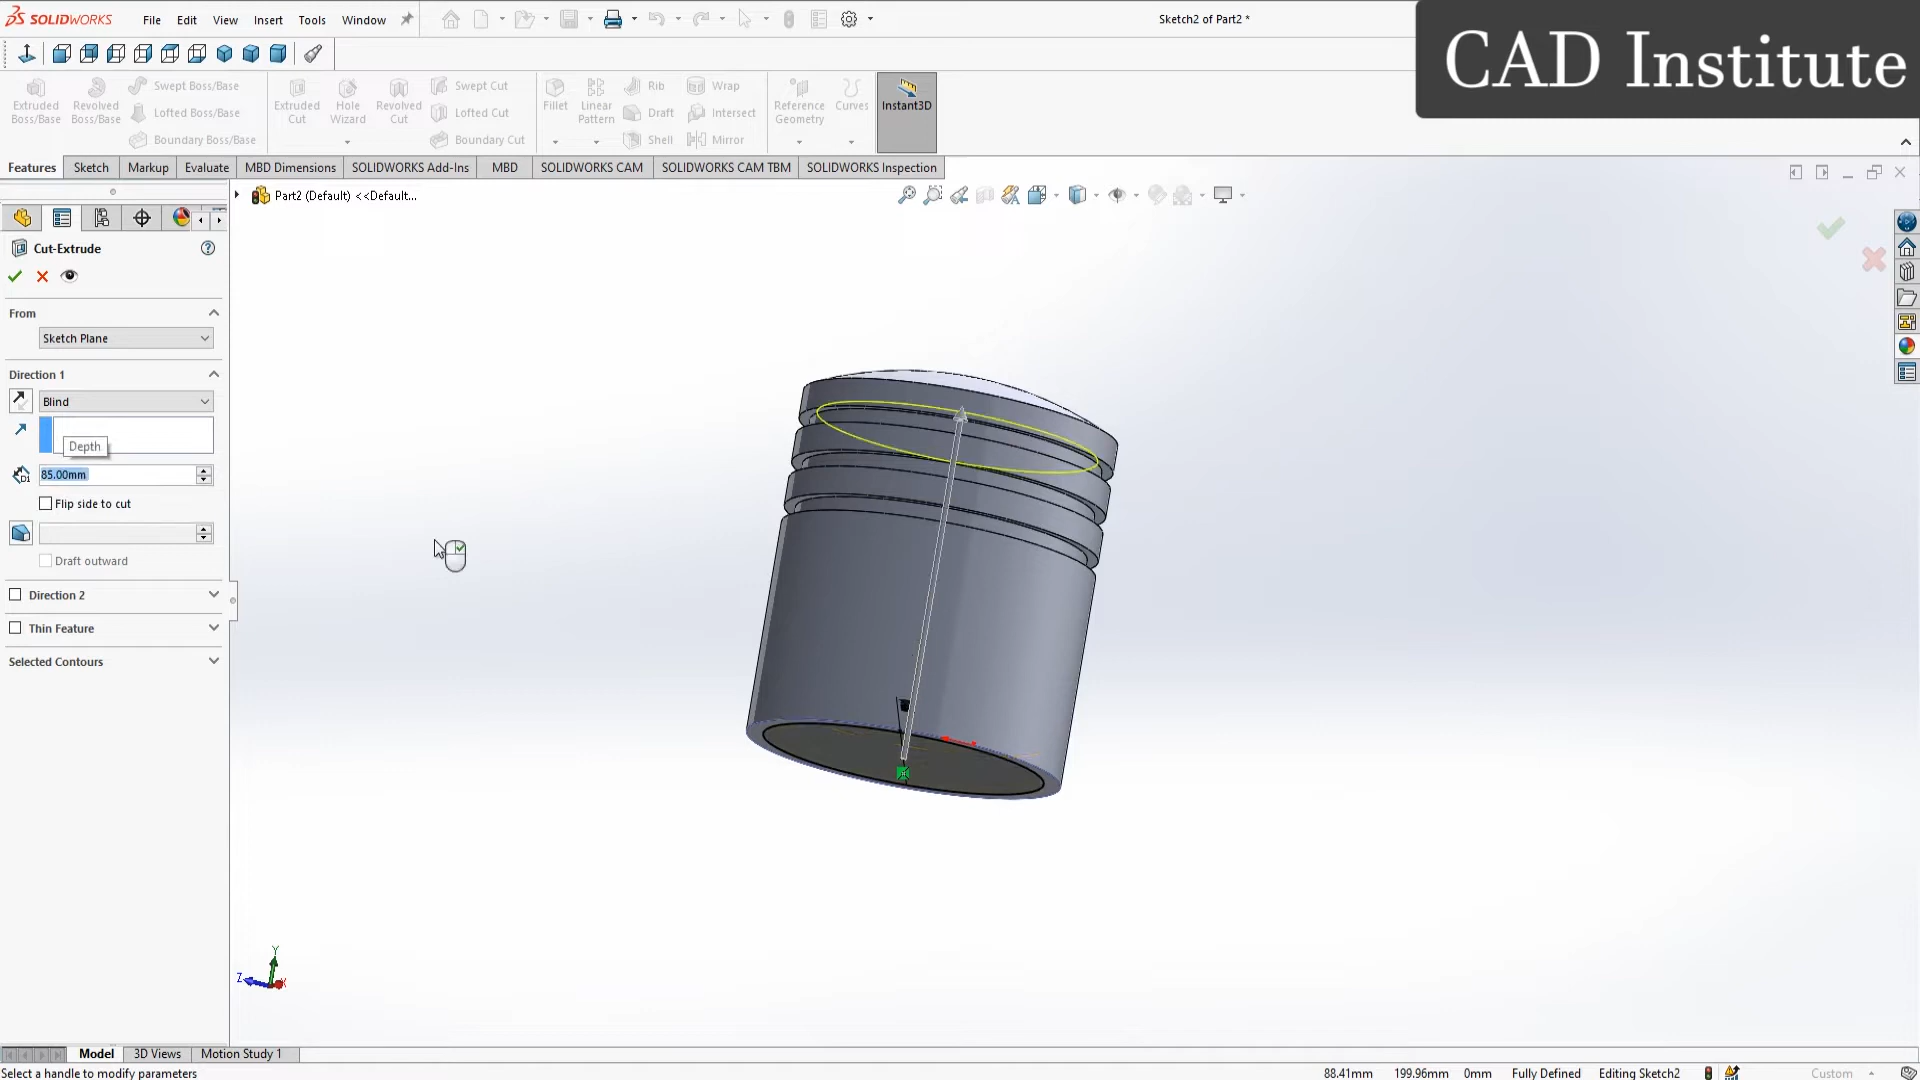 SOLIDWORKS
File
Edit
View
Insert
Tools
Window
Sketch2 of Part2 *
CAD Institute
Extruded
Boss/Base
Revolved
Boss/Base
Swept Boss/Base
Lofted Boss/Base
Boundary Boss/Base
Extruded
Cut
Hole
Wizard
Revolved
Cut
Swept Cut
Lofted Cut
Boundary Cut
Fillet
Linear
Pattern
Rib
Draft
Shell
Wrap
Intersect
Mirror
Reference
Geometry
Curves
Instant3D
Features
Sketch
Markup
Evaluate
MBD Dimensions
SOLIDWORKS Add-Ins
MBD
SOLIDWORKS CAM
SOLIDWORKS CAM TBM
SOLIDWORKS Inspection
Part2 (Default) <<Default...
Cut-Extrude
From
Sketch Plane
Direction 1
Blind
Depth
D1
85.00mm
Flip side to cut
Draft outward
Direction 2
Thin Feature
Selected Contours
Y
Z
X
Model
3D Views
Motion Study 1
Select a handle to modify parameters
88.41mm
199.96mm
0mm
Fully Defined
Editing Sketch2
Custom